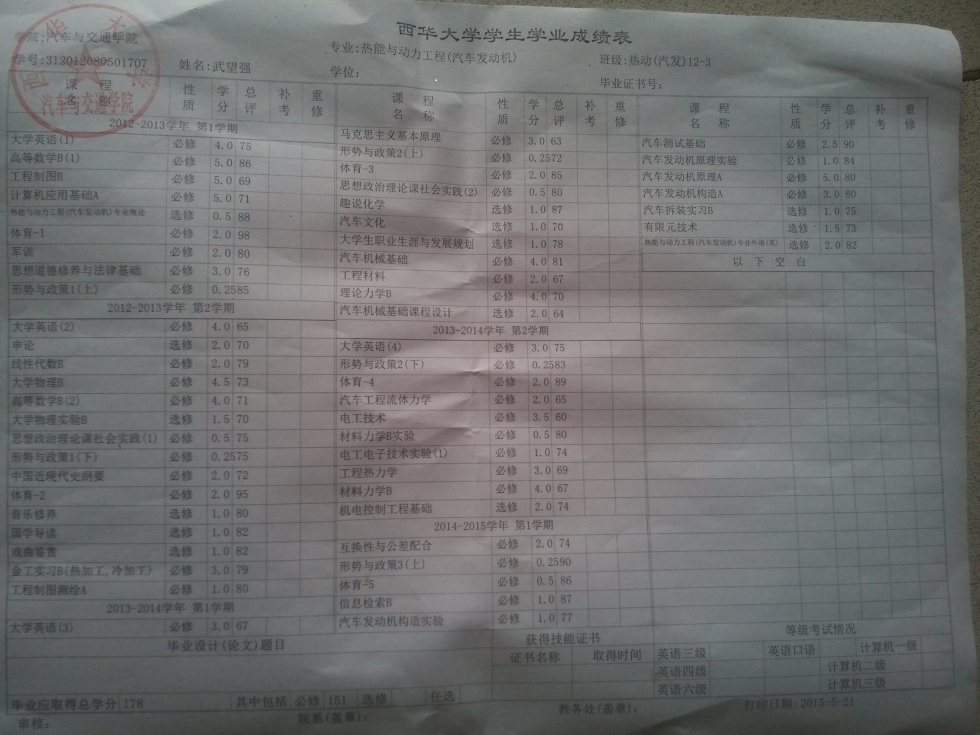 西华大学学生学业成绩表
学院:汽车与交通学院 专业:热能与动力工程(汽车发动机) 班级:热动(汽发)12-3
学号:312012080501707 姓名:武望强 学位: 毕业证书号:
汽车与交通学院
课程名称 性质 学分 总评 补考 重修
2012-2013学年 第1学期
大学英语(1) 必修 4.0 75
高等数学B(1) 必修 5.0 86
工程制图B 必修 5.0 69
计算机应用基础A 必修 5.0 71
热能与动力工程(汽车发动机)专业概论 选修 0.5 88
体育-1 必修 2.0 98
军训 必修 2.0 80
思想道德修养与法律基础 必修 3.0 76
形势与政策1(上) 必修 0.25 85
2012-2013学年 第2学期
大学英语(2) 必修 4.0 65
申论 选修 2.0 70
线性代数B 必修 2.0 79
大学物理B 必修 4.5 73
高等数学B(2) 必修 4.0 71
大学物理实验B 选修 1.5 70
思想政治理论课社会实践(1) 必修 0.5 75
形势与政策1(下) 必修 0.25 75
中国近现代史纲要 必修 2.0 72
体育-2 必修 2.0 95
音乐修养 选修 1.0 80
国学导读 选修 1.0 82
戏曲鉴赏 选修 1.0 82
金工实习B(热加工,冷加工) 必修 3.0 79
工程制图测绘A 必修 1.0 80
2013-2014学年 第1学期
大学英语(3) 必修 3.0 67
课程名称 性质 学分 总评 补考 重修
马克思主义基本原理 必修 3.0 63
形势与政策2(上) 必修 0.25 72
体育-3 必修 2.0 85
思想政治理论课社会实践(2) 必修 0.5 80
趣说化学 选修 1.0 87
汽车文化 选修 1.0 70
大学生职业生涯与发展规划 选修 1.0 78
汽车机械基础 必修 4.0 81
工程材料 必修 2.0 67
理论力学B 必修 4.0 70
汽车机械基础课程设计 选修 2.0 64
2013-2014学年 第2学期
大学英语(4) 必修 3.0 75
形势与政策2(下) 必修 0.25 83
体育-4 必修 2.0 89
汽车工程流体力学 必修 2.0 65
电工技术 必修 3.5 60
材料力学B实验 必修 0.5 80
电工电子技术实验(1) 必修 1.0 74
工程热力学 必修 3.0 69
材料力学B 必修 4.0 67
机电控制工程基础 选修 2.0 74
2014-2015学年 第1学期
互换性与公差配合 必修 2.0 74
形势与政策3(上) 必修 0.25 90
体育-5 必修 0.5 86
信息检索B 必修 1.0 87
汽车发动机构造实验 必修 1.0 77
课程名称 性质 学分 总评 补考 重修
汽车测试基础 必修 2.5 90
汽车发动机原理实验 必修 1.0 84
汽车发动机原理A 必修 5.0 80
汽车发动机构造A 必修 3.0 80
汽车拆装实习B 必修 1.0 75
有限元技术 选修 1.5 73
热能与动力工程(汽车发动机)专业外语(英) 选修 2.0 82
以下空白
毕业设计(论文)题目 获得技能证书 等级考试情况
证书名称 取得时间 英语三级 英语口语 计算机一级
英语四级 计算机二级
英语六级 计算机三级
毕业应取得总学分 178 其中包括 必修 151 选修 任选
审核: 院系(盖章): 教务处(盖章): 打印日期:2015-5-21